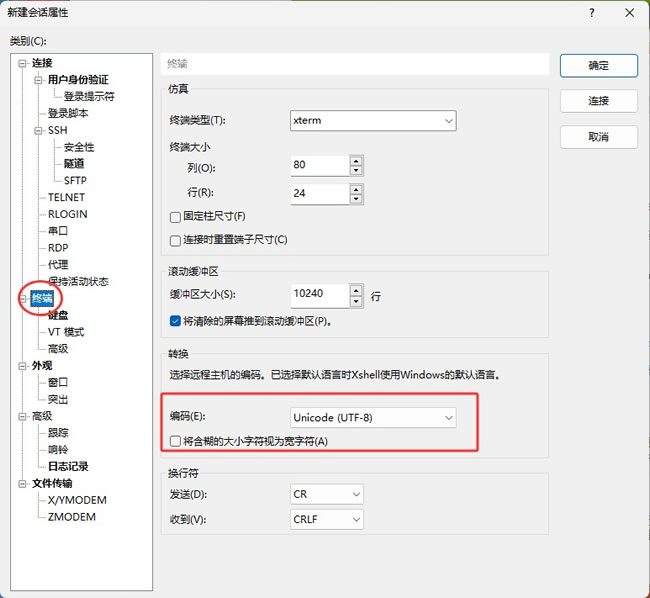 新建会话属性
类别(C):
连接
用户身份验证
登录提示符
登录脚本
SSH
安全性
隧道
SFTP
TELNET
RLOGIN
串口
RDP
代理
保持活动状态
终端
键盘
VT 模式
高级
外观
窗口
突出
高级
跟踪
响铃
日志记录
文件传输
X/YMODEM
ZMODEM
终端
仿真
终端类型(T):
xterm
终端大小
列(O):
80
行(R):
24
固定柱尺寸(F)
连接时重置端子尺寸(C)
滚动缓冲区
缓冲区大小(S):
10240
行
将清除的屏幕推到滚动缓冲区(P)。
转换
选择远程主机的编码。已选择默认语言时Xshell使用Windows的默认语言。
编码(E):
Unicode (UTF-8)
将含糊的大小字符视为宽字符(A)
换行符
发送(D):
CR
收到(V):
CRLF
确定
连接
取消